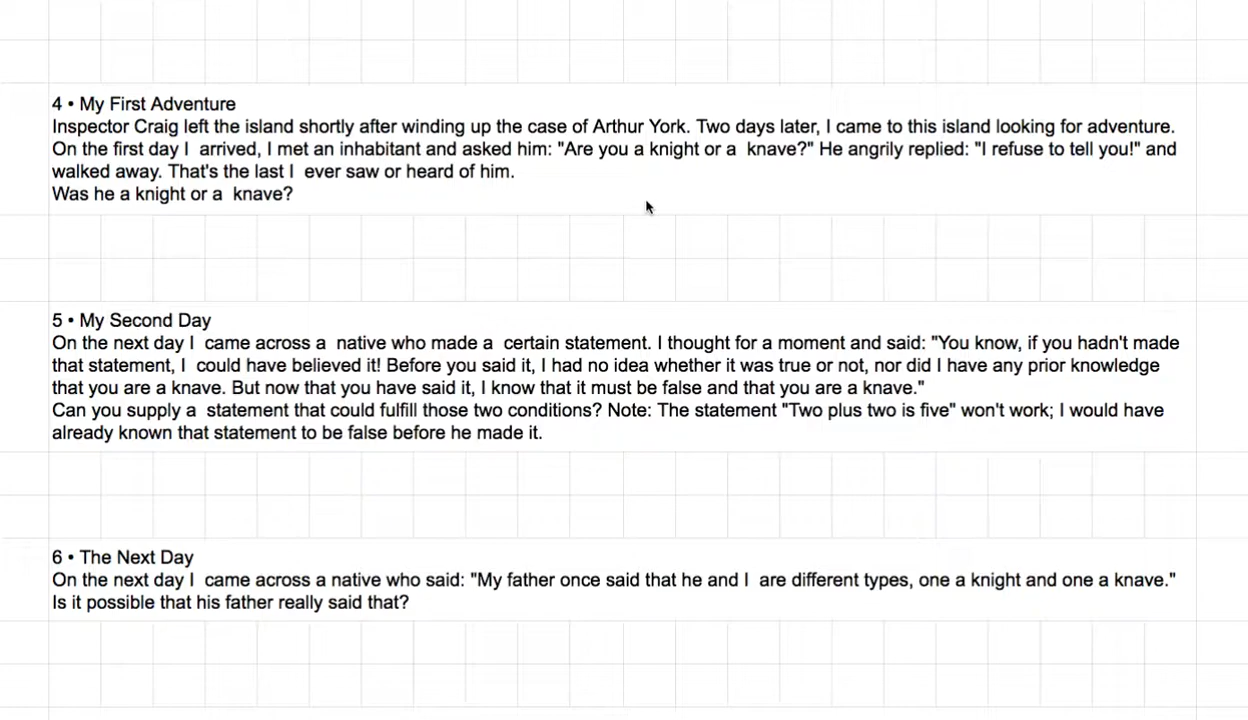 4 • My First Adventure
Inspector Craig left the island shortly after winding up the case of Arthur York. Two days later, I came to this island looking for adventure.
On the first day I arrived, I met an inhabitant and asked him: "Are you a knight or a knave?" He angrily replied: "I refuse to tell you!" and
walked away. That's the last I ever saw or heard of him.
Was he a knight or a knave?
5 • My Second Day
On the next day I came across a native who made a certain statement. I thought for a moment and said: "You know, if you hadn't made
that statement, I could have believed it! Before you said it, I had no idea whether it was true or not, nor did I have any prior knowledge
that you are a knave. But now that you have said it, I know that it must be false and that you are a knave."
Can you supply a statement that could fulfill those two conditions? Note: The statement "Two plus two is five" won't work; I would have
already known that statement to be false before he made it.
6 • The Next Day
On the next day I came across a native who said: "My father once said that he and I are different types, one a knight and one a knave."
Is it possible that his father really said that?